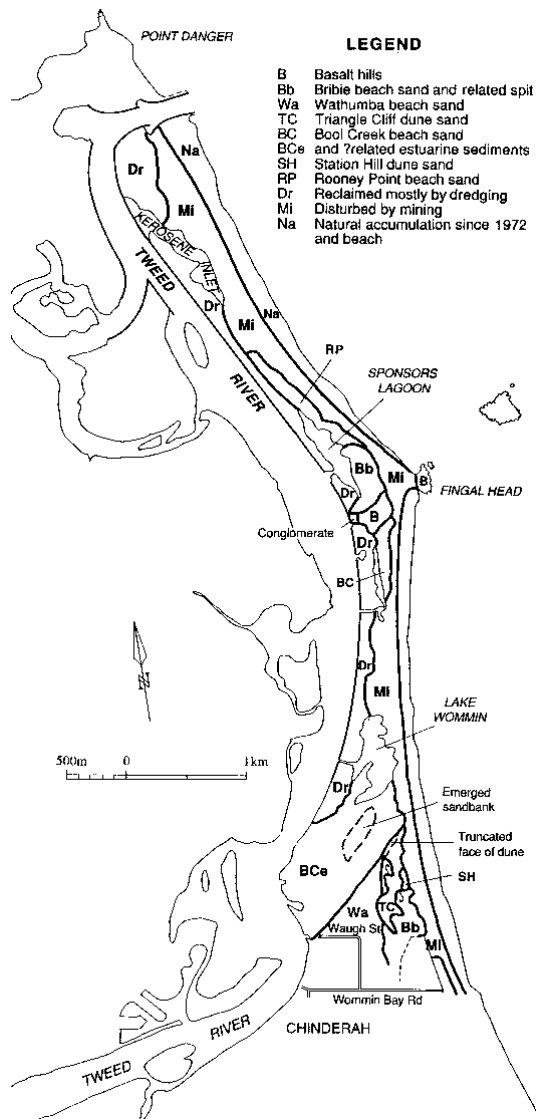 POINT DANGER
LEGEND
B Basalt hills
Bb Bribie beach sand and related spit
Wa Wathumba beach sand
TC Triangle Cliff dune sand
BC Bool Creek beach sand
BCe and ?related estuarine sediments
SH Station Hill dune sand
RP Rooney Point beach sand
Dr Reclaimed mostly by dredging
Mi Disturbed by mining
Na Natural accumulation since 1972
and beach
Na
Dr
Mi
KEROSENE
INLET
TWEED
RIVER
Dr
Na
Mi
RP
SPONSORS
LAGOON
Bb
Mi
B
FINGAL HEAD
Dr
B
Conglomerate
Dr
BC
N
Dr
Mi
LAKE
WOMMIN
500m 0 1km
Dr
Emerged
sandbank
Truncated
face of dune
BCe
SH
Wa
TC
Waugh St
Bb
MI
Wommin Bay Rd
CHINDERAH
TWEED RIVER